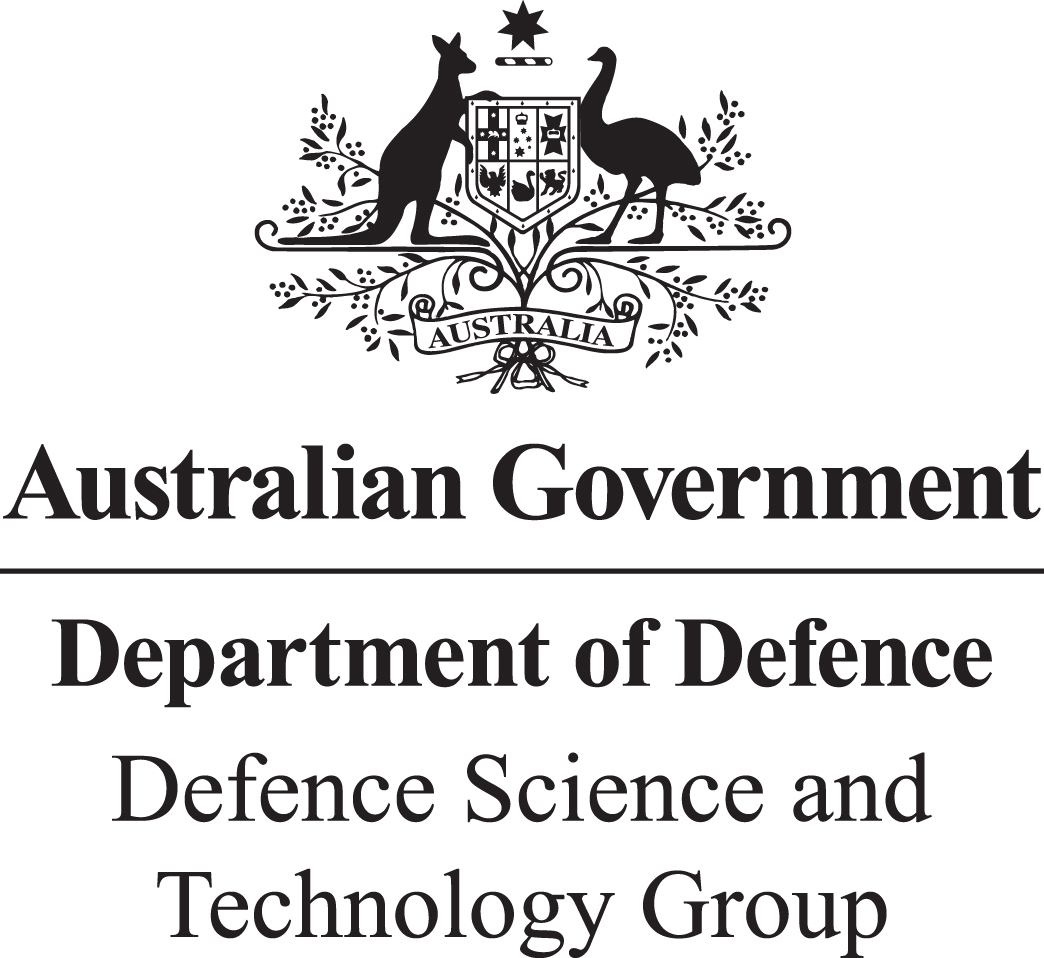 AUSTRALIA
Australian Government
Department of Defence
Defence Science and
Technology Group